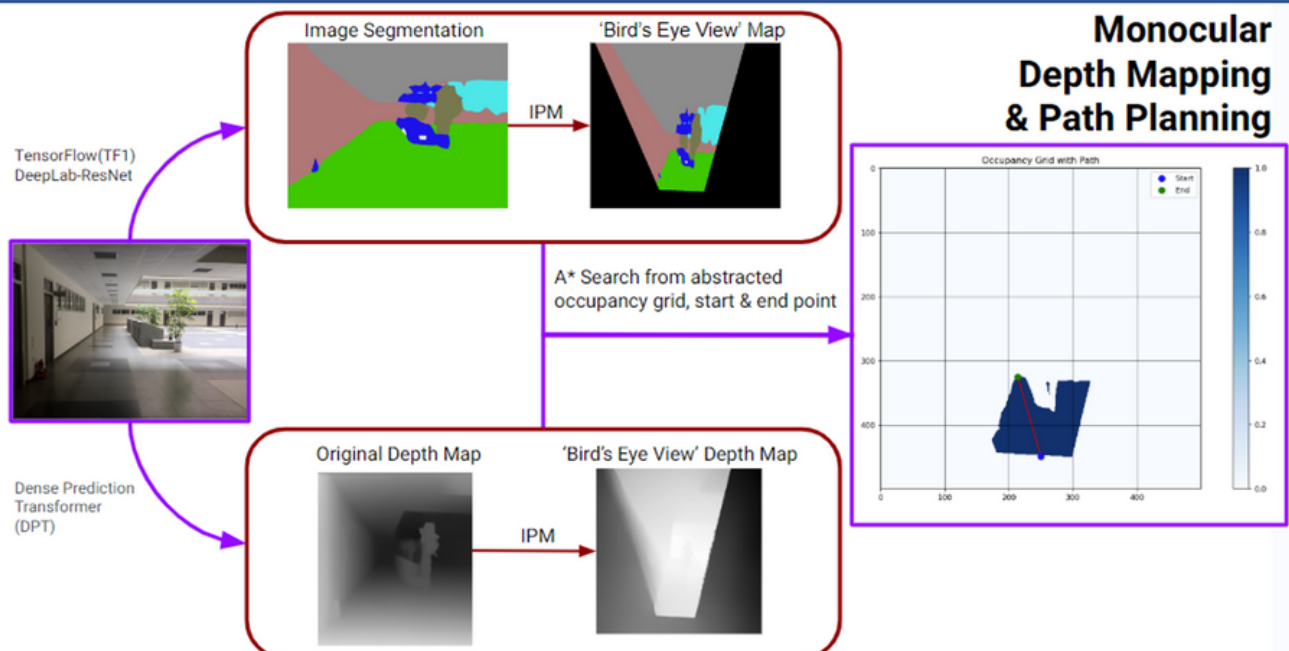 Monocular
Depth Mapping
& Path Planning
Image Segmentation
'Bird's Eye View' Map
IPM
TensorFlow(TF1)
DeepLab-ResNet
A* Search from abstracted
occupancy grid, start & end point
Dense Prediction
Transformer
(DPT)
Original Depth Map
'Bird's Eye View' Depth Map
IPM
Occupancy Grid with Path
Start
End
0
100
200
300
400
0
100
200
300
400
1.0
0.8
0.6
0.4
0.2
0.0